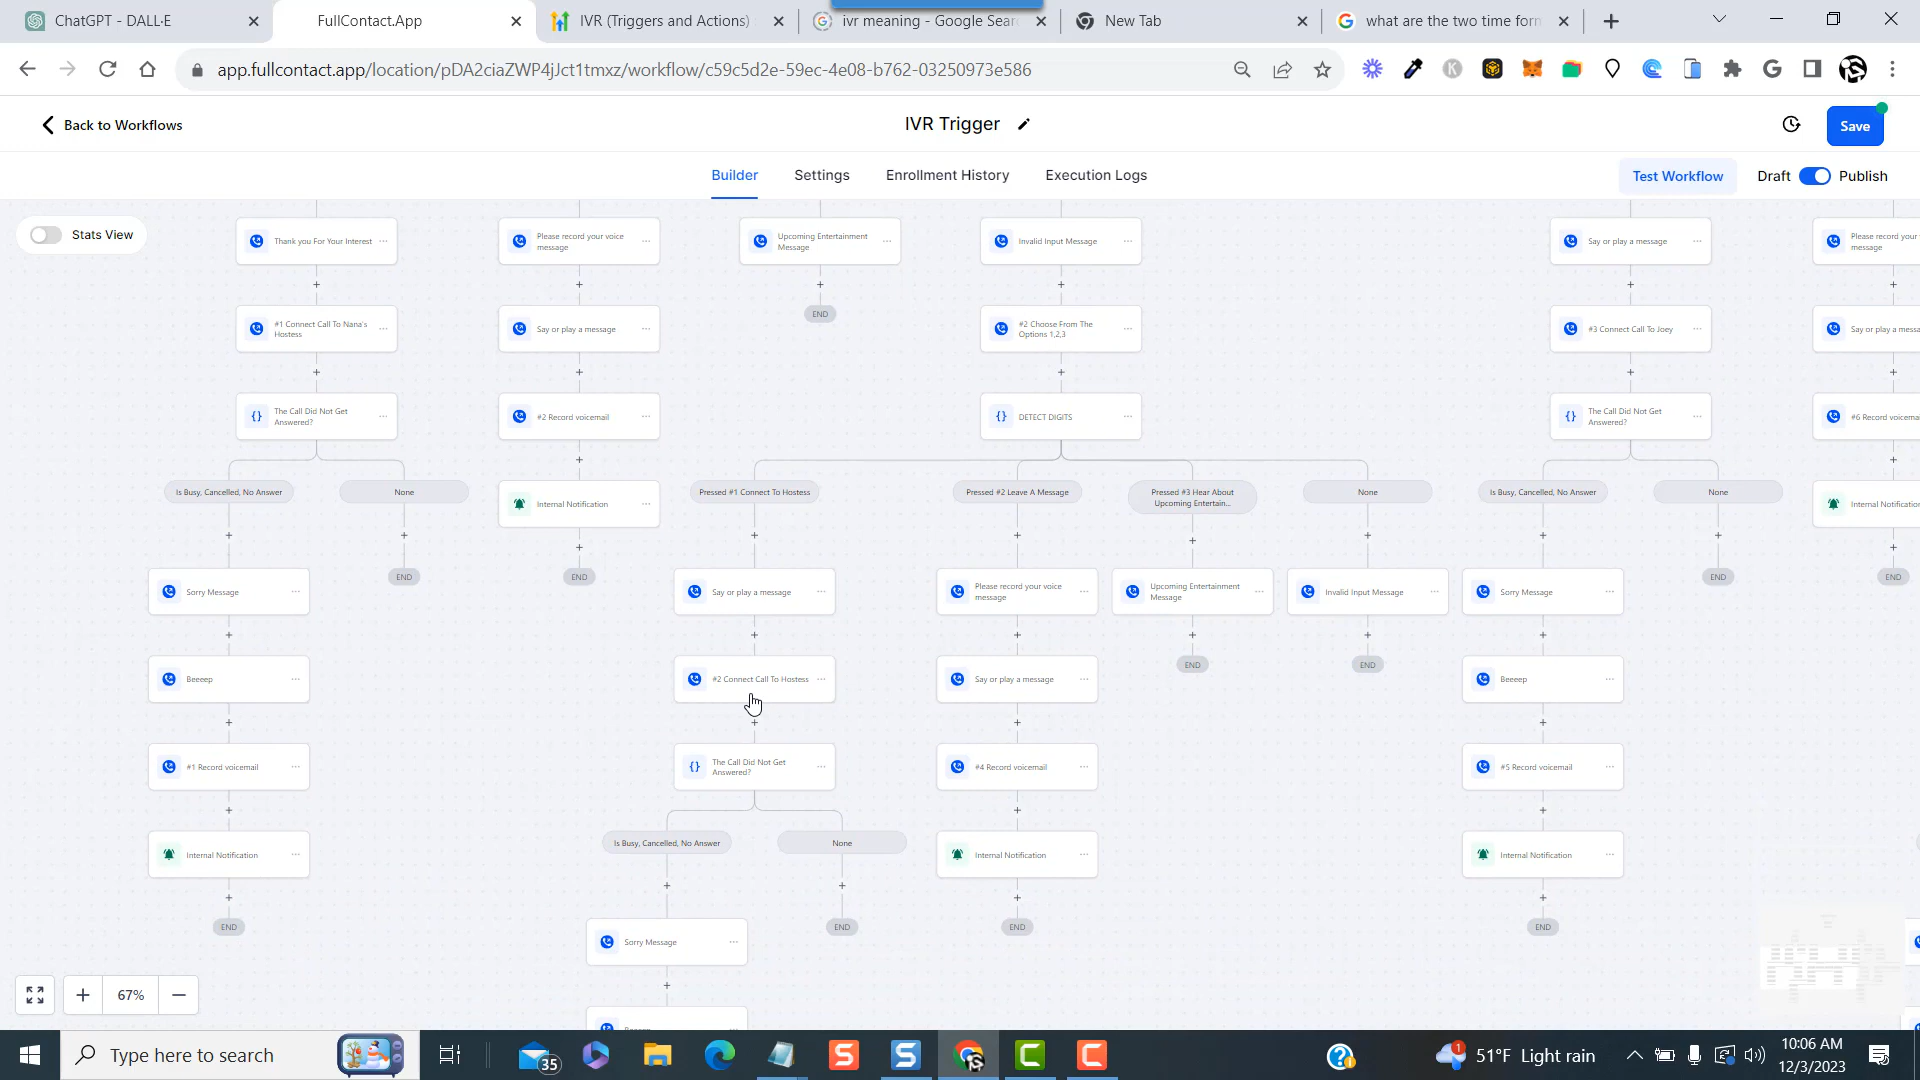 ChatGPT - DALL·E
FullContact.App
IVR (Triggers and Actions)
ivr meaning - Google Sear
New Tab
what are the two time form
app.fullcontact.app/location/pDA2ciaZWP4jJct1tmxz/workflow/c59c5d2e-59ec-4e08-b762-03250973e586
Back to Workflows
IVR Trigger
Save
Builder
Settings
Enrollment History
Execution Logs
Test Workflow
Draft
Publish
Stats View
Thank you For Your Interest
Please record your voice
message
Upcoming Entertainment
Message
Invalid Input Message
Say or play a message
Please record your
message
#1 Connect Call To Nana's
Hostess
Say or play a message
END
#2 Choose From The
Options 1,2,3
#3 Connect Call To Joey
Say or play a messa
The Call Did Not Get
Answered?
#2 Record voicemail
DETECT DIGITS
The Call Did Not Get
Answered?
#6 Record voicema
Is Busy, Cancelled, No Answer
None
Internal Notification
Pressed #1 Connect To Hostess
Pressed #2 Leave A Message
Pressed #3 Hear About
Upcoming Entertain...
None
Is Busy, Cancelled, No Answer
None
Internal Notification
END
END
END
END
Sorry Message
Say or play a message
Please record your voice
message
Upcoming Entertainment
Message
Invalid Input Message
Sorry Message
END
END
Beeeep
#2 Connect Call To Hostess
Say or play a message
Beeeep
#1 Record voicemail
The Call Did Not Get
Answered?
#4 Record voicemail
#5 Record voicemail
Is Busy, Cancelled, No Answer
None
Internal Notification
Internal Notification
Internal Notification
END
END
END
END
Sorry Message
67%
Type here to search
35
1
51°F Light rain
10:06 AM
12/3/2023